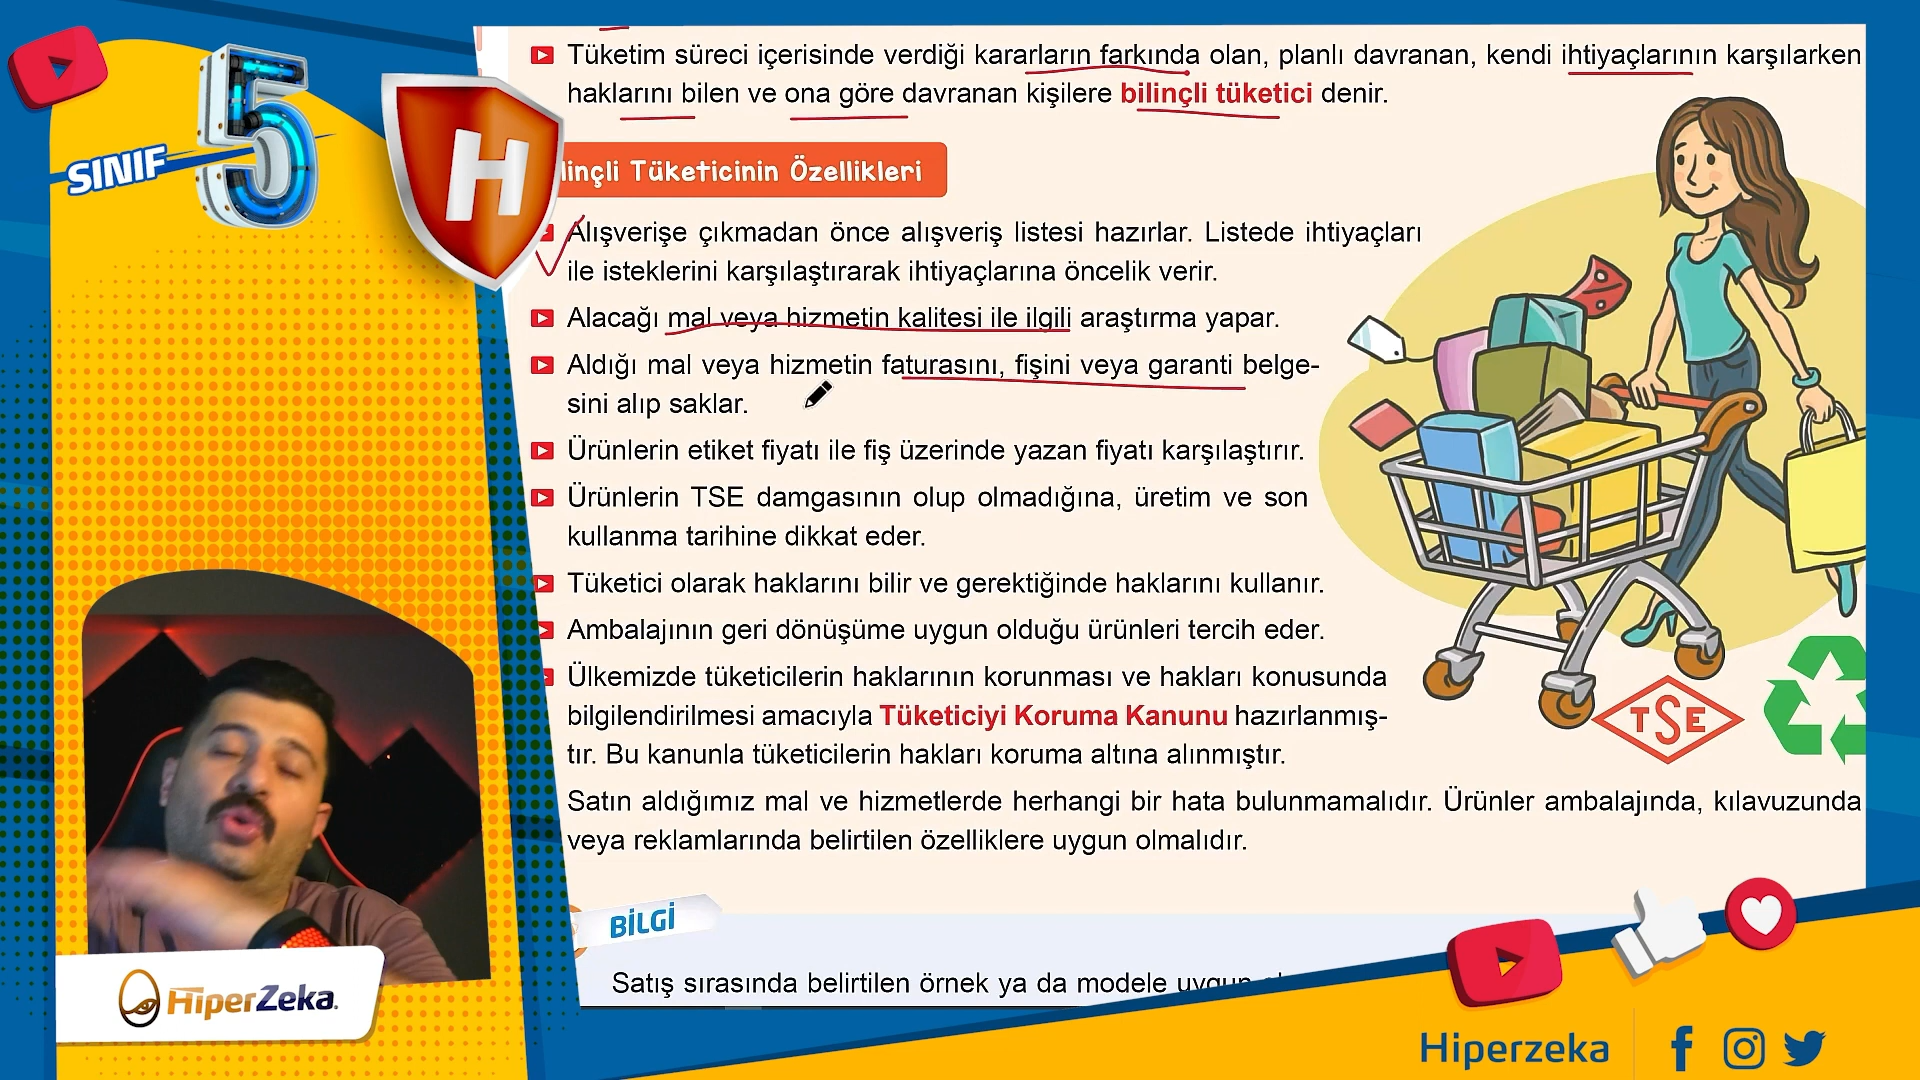 SINIF
5
H
Tüketim süreci içerisinde verdiği kararların farkında olan, planlı davranan, kendi ihtiyaçlarının karşılarken
haklarını bilen ve ona göre davranan kişilere bilinçli tüketici denir.
linçli Tüketicinin Özellikleri
Alışverişe çıkmadan önce alışveriş listesi hazırlar. Listede ihtiyaçları
ile isteklerini karşılaştırarak ihtiyaçlarına öncelik verir.
Alacağı mal veya hizmetin kalitesi ile ilgili araştırma yapar.
Aldığı mal veya hizmetin faturasını, fişini veya garanti belge-
sini alıp saklar.
Ürünlerin etiket fiyatı ile fiş üzerinde yazan fiyatı karşılaştırır.
Ürünlerin TSE damgasının olup olmadığına, üretim ve son
kullanma tarihine dikkat eder.
Tüketici olarak haklarını bilir ve gerektiğinde haklarını kullanır.
Ambalajının geri dönüşüme uygun olduğu ürünleri tercih eder.
Ülkemizde tüketicilerin haklarının korunması ve hakları konusunda
bilgilendirilmesi amacıyla Tüketiciyi Koruma Kanunu hazırlanmış-
tır. Bu kanunla tüketicilerin hakları koruma altına alınmıştır.
TSE
Satın aldığımız mal ve hizmetlerde herhangi bir hata bulunmamalıdır. Ürünler ambalajında, kılavuzunda
veya reklamlarında belirtilen özelliklere uygun olmalıdır.
BİLGİ
Satış sırasında belirtilen örnek ya da modele uygun
HiperZeka.
Hiperzeka